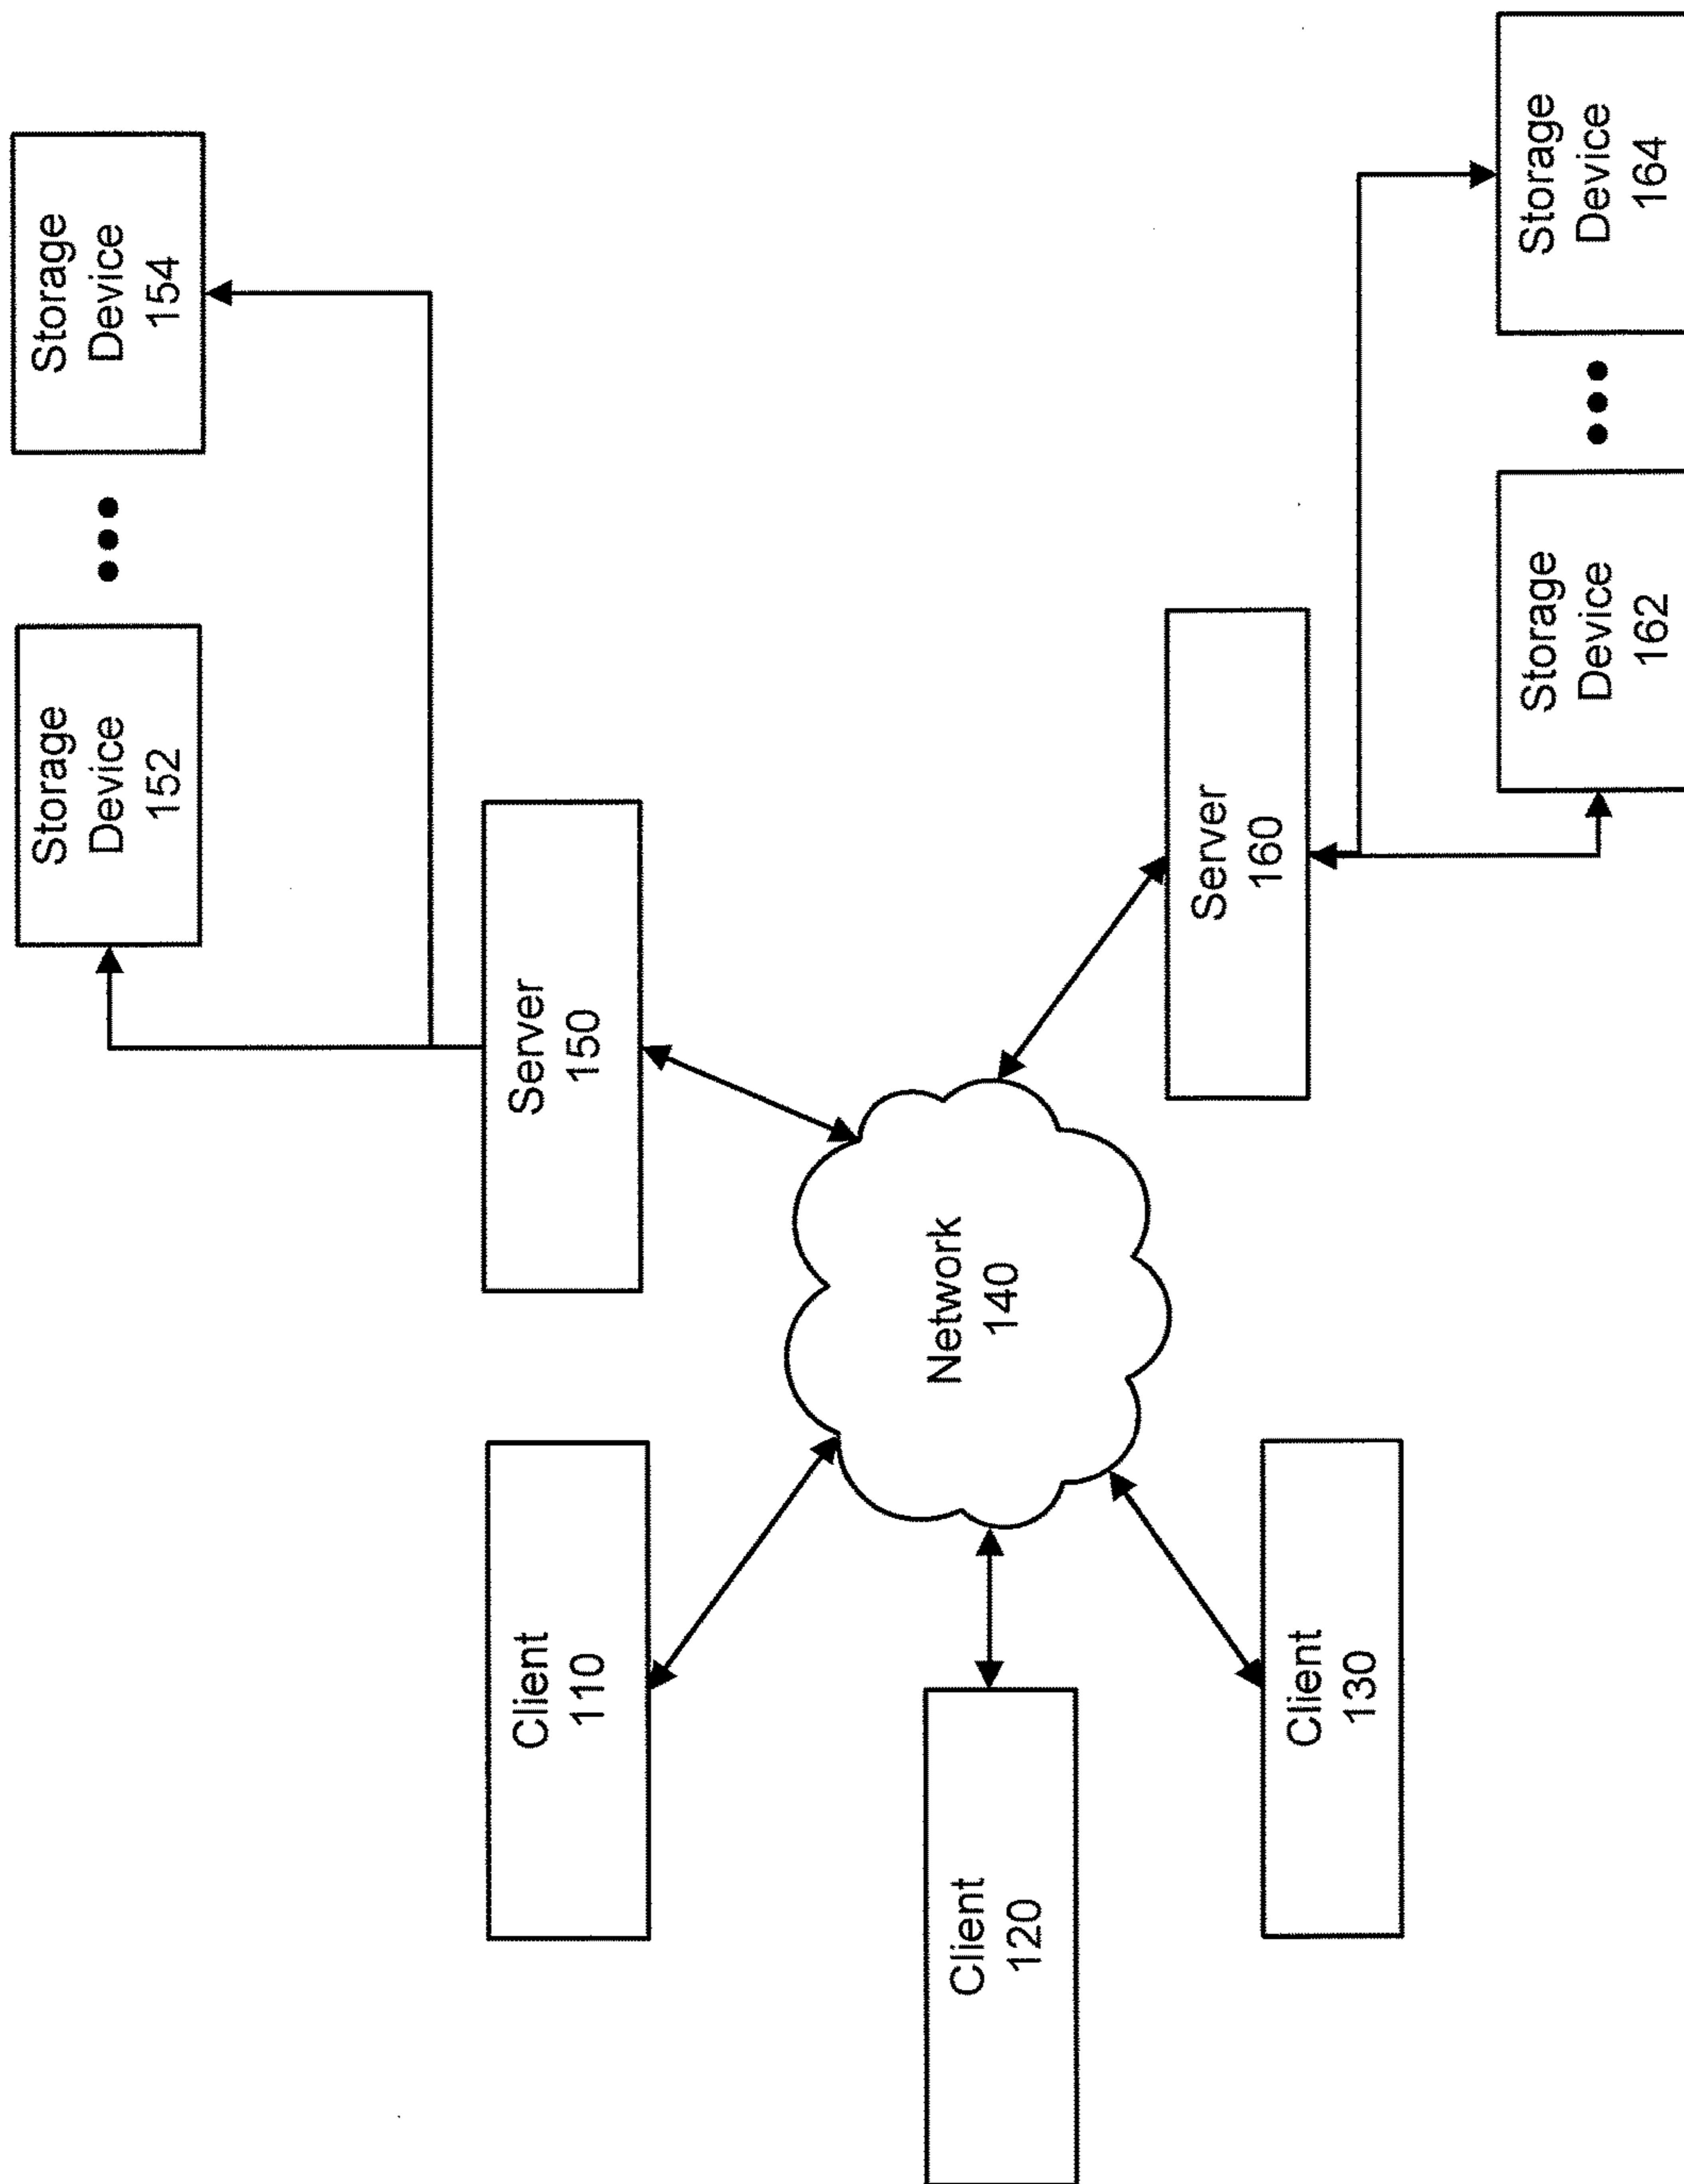 Storage
Device
152
Storage
Device
154
Client
110
Server
150
Client
120
Network
140
Client
130
Server
160
Storage
Device
162
Storage
Device
164